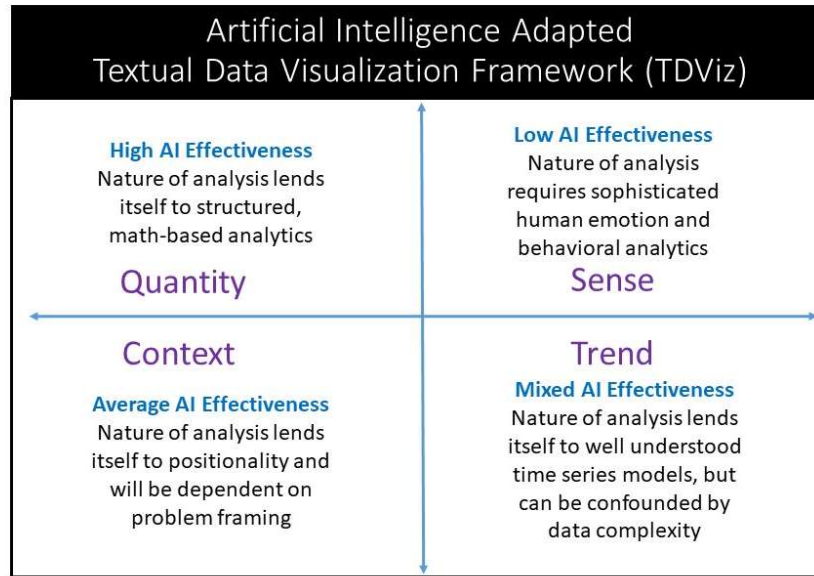 Artificial Intelligence Adapted
Textual Data Visualization Framework (TDViz)
High AI Effectiveness
Nature of analysis lends
itself to structured,
math-based analytics
Quantity
Low AI Effectiveness
Nature of analysis
requires sophisticated
human emotion and
behavioral analytics
Sense
Context
Average AI Effectiveness
Nature of analysis lends
itself to positionality and
will be dependent on
problem framing
Trend
Mixed AI Effectiveness
Nature of analysis lends
itself to well understood
time series models, but
can be confounded by
data complexity